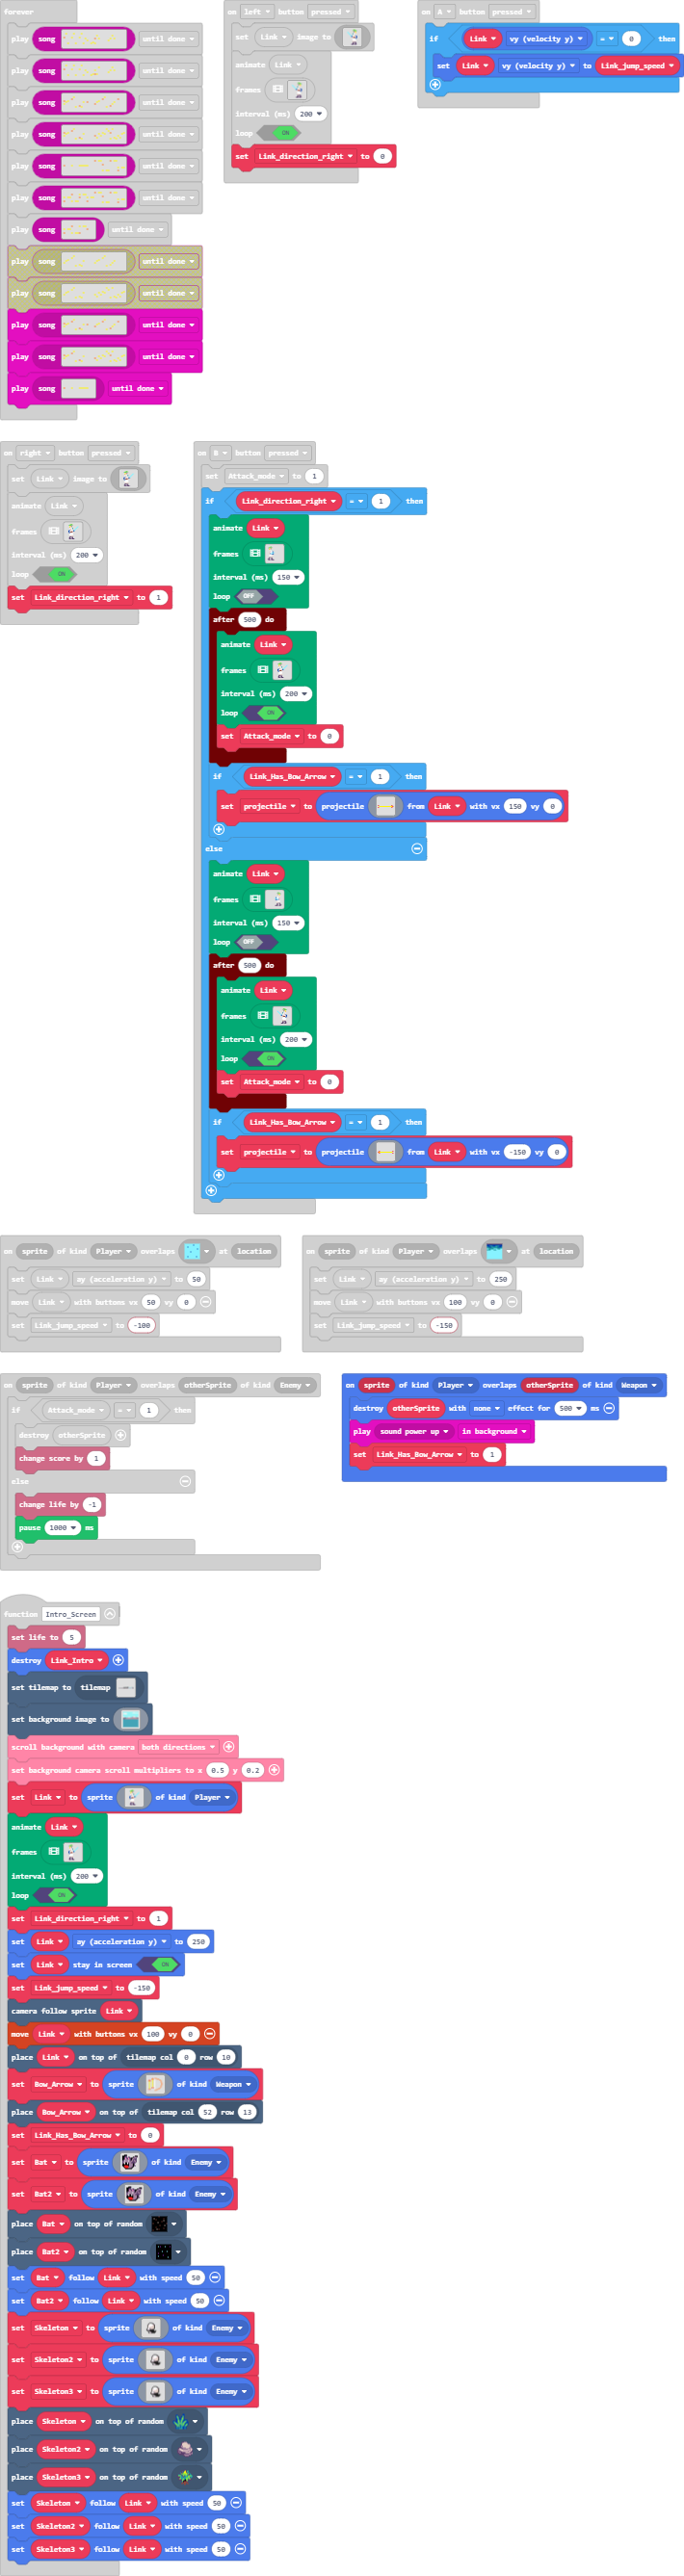 forever
play song until done
play song until done
play song until done
play song until done
play song until done
play song until done
play song until done
play song until done
play song until done
play song until done
play song until done
play song until done
on left button pressed
set Link image to
animate Link
frames
interval (ms) 200
loop ON
set Link_direction_right to 0
on A button pressed
if Link vy (velocity y) = 0 then
set Link vy (velocity y) to Link_jump_speed
on right button pressed
set Link image to
animate Link
frames
interval (ms) 200
loop ON
set Link_direction_right to 1
on B button pressed
set Attack_mode to 1
if Link_direction_right = 1 then
animate Link
frames
interval (ms) 150
loop OFF
after 500 do
animate Link
frames
interval (ms) 200
loop ON
set Attack_mode to 0
if Link_Has_Bow_Arrow = 1 then
set projectile to projectile from Link with vx 150 vy 0
else
animate Link
frames
interval (ms) 150
loop OFF
after 500 do
animate Link
frames
interval (ms) 200
loop ON
set Attack_mode to 0
if Link_Has_Bow_Arrow = 1 then
set projectile to projectile from Link with vx -150 vy 0
on sprite of kind Player overlaps at location
set Link ay (acceleration y) to 50
move Link with buttons vx 50 vy 0
set Link_jump_speed to -100
on sprite of kind Player overlaps at location
set Link ay (acceleration y) to 250
move Link with buttons vx 100 vy 0
set Link_jump_speed to -150
on sprite of kind Player overlaps otherSprite of kind Enemy
if Attack_mode = 1 then
destroy otherSprite
change score by 1
else
change life by -1
pause 1000 ms
on sprite of kind Player overlaps otherSprite of kind Weapon
destroy otherSprite with none effect for 500 ms
play sound power up in background
set Link_Has_Bow_Arrow to 1
function Intro_Screen
set life to 5
destroy Link_Intro
set tilemap to tilemap
set background image to
scroll background with camera both directions
set background camera scroll multipliers to x 0.5 y 0.2
set Link to sprite of kind Player
animate Link
frames
interval (ms) 200
loop ON
set Link_direction_right to 1
set Link ay (acceleration y) to 250
set Link stay in screen ON
set Link_jump_speed to -150
camera follow sprite Link
move Link with buttons vx 100 vy 0
place Link on top of tilemap col 0 row 10
set Bow_Arrow to sprite of kind Weapon
place Bow_Arrow on top of tilemap col 52 row 13
set Link_Has_Bow_Arrow to 0
set Bat to sprite of kind Enemy
set Bat2 to sprite of kind Enemy
place Bat on top of random
place Bat2 on top of random
set Bat follow Link with speed 50
set Bat2 follow Link with speed 50
set Skeleton to sprite of kind Enemy
set Skeleton2 to sprite of kind Enemy
set Skeleton3 to sprite of kind Enemy
place Skeleton on top of random
place Skeleton2 on top of random
place Skeleton3 on top of random
set Skeleton follow Link with speed 50
set Skeleton2 follow Link with speed 50
set Skeleton3 follow Link with speed 50